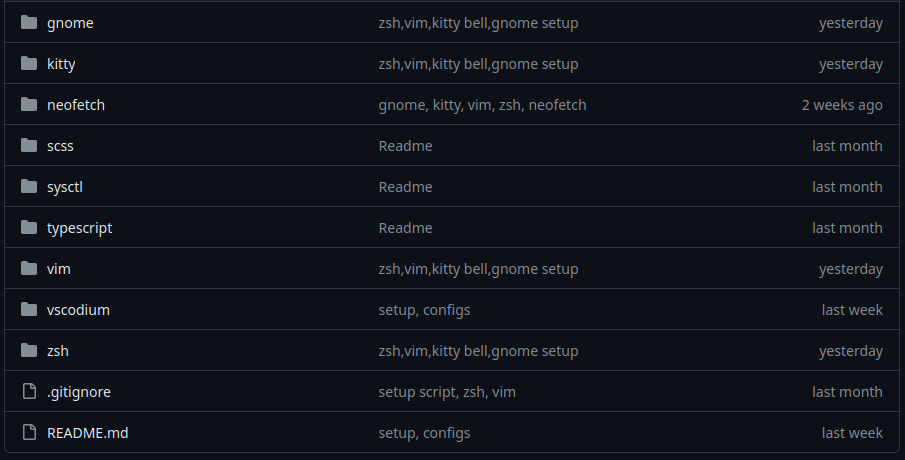 gnome zsh,vim,kitty bell,gnome setup yesterday
kitty zsh,vim,kitty bell,gnome setup yesterday
neofetch gnome, kitty, vim, zsh, neofetch 2 weeks ago
scss Readme last month
sysctl Readme last month
typescript Readme last month
vim zsh,vim,kitty bell,gnome setup yesterday
vscodium setup, configs last week
zsh zsh,vim,kitty bell,gnome setup yesterday
.gitignore setup script, zsh, vim last month
README.md setup, configs last week